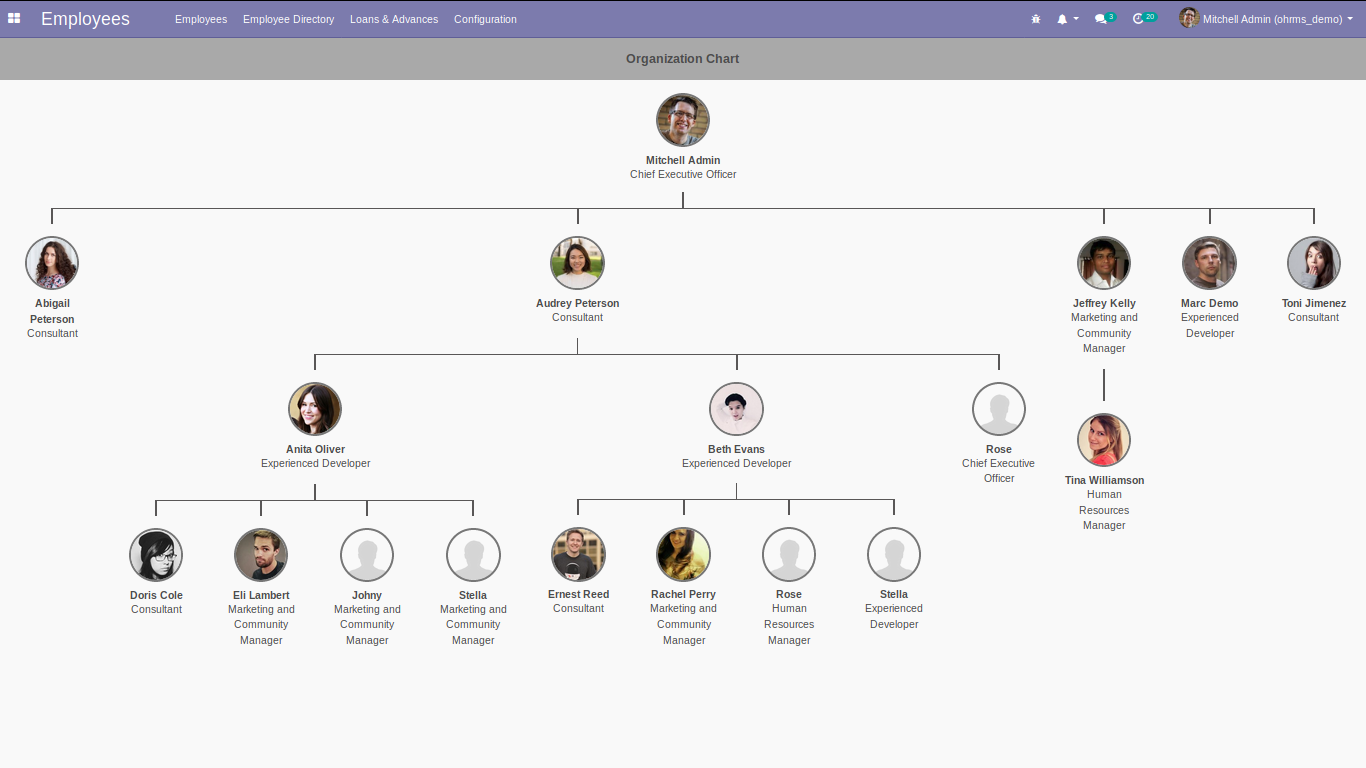 Employees
Employees Employee Directory Loans & Advances Configuration
3 20 Mitchell Admin (ohrms_demo)
Organization Chart
Mitchell Admin
Chief Executive Officer
Abigail
Peterson
Consultant
Audrey Peterson
Consultant
Jeffrey Kelly
Marketing and
Community
Manager
Marc Demo
Experienced
Developer
Toni Jimenez
Consultant
Anita Oliver
Experienced Developer
Beth Evans
Experienced Developer
Rose
Chief Executive
Officer
Tina Williamson
Human
Resources
Manager
Doris Cole
Consultant
Eli Lambert
Marketing and
Community
Manager
Johny
Marketing and
Community
Manager
Stella
Marketing and
Community
Manager
Ernest Reed
Consultant
Rachel Perry
Marketing and
Community
Manager
Rose
Human
Resources
Manager
Stella
Experienced
Developer